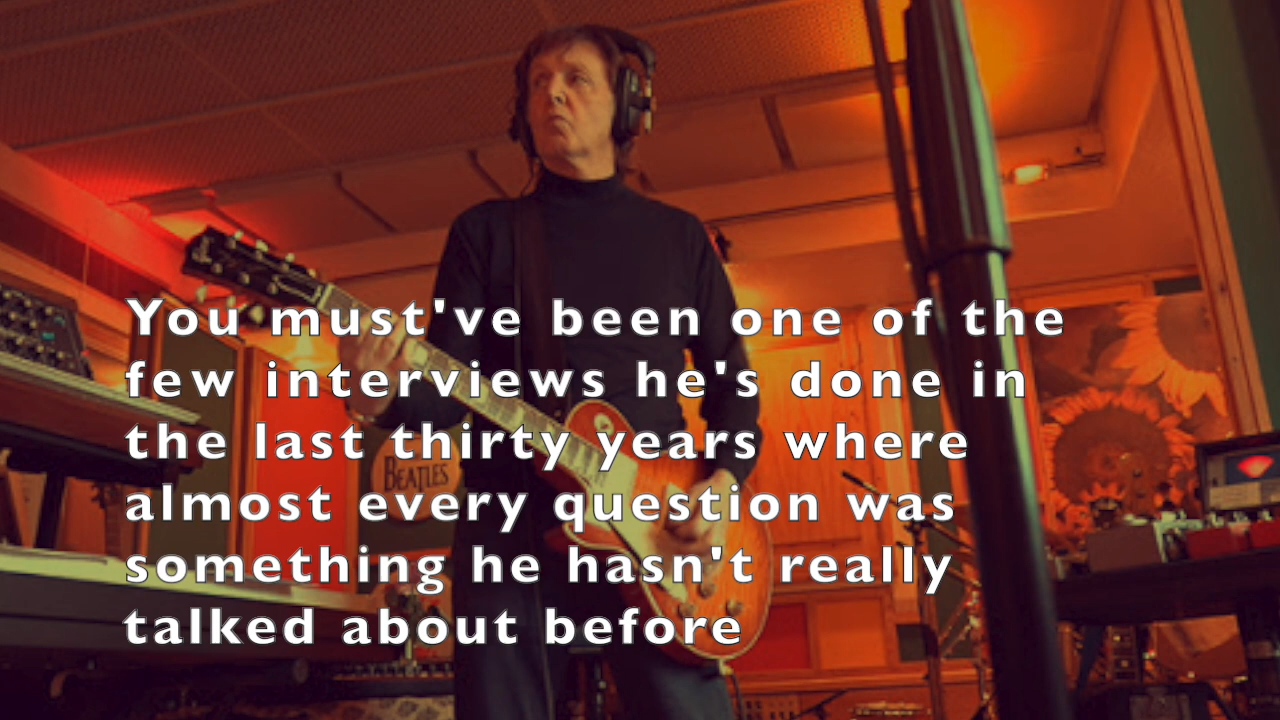 You must've been one of the
few interviews he's done in
the last thirty years where
almost every question was
something he hasn't really
talked about before
BEATLES